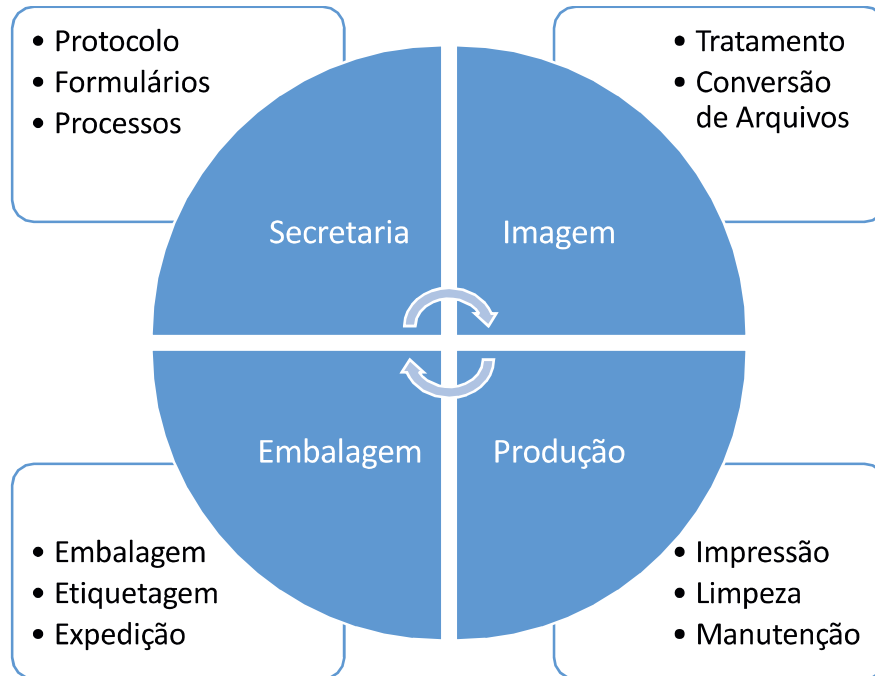 • Protocolo
• Formulários
• Processos
• Tratamento
• Conversão
de Arquivos
Secretaria
Imagem
Embalagem
Produção
• Embalagem
• Etiquetagem
• Expedição
• Impressão
• Limpeza
• Manutenção